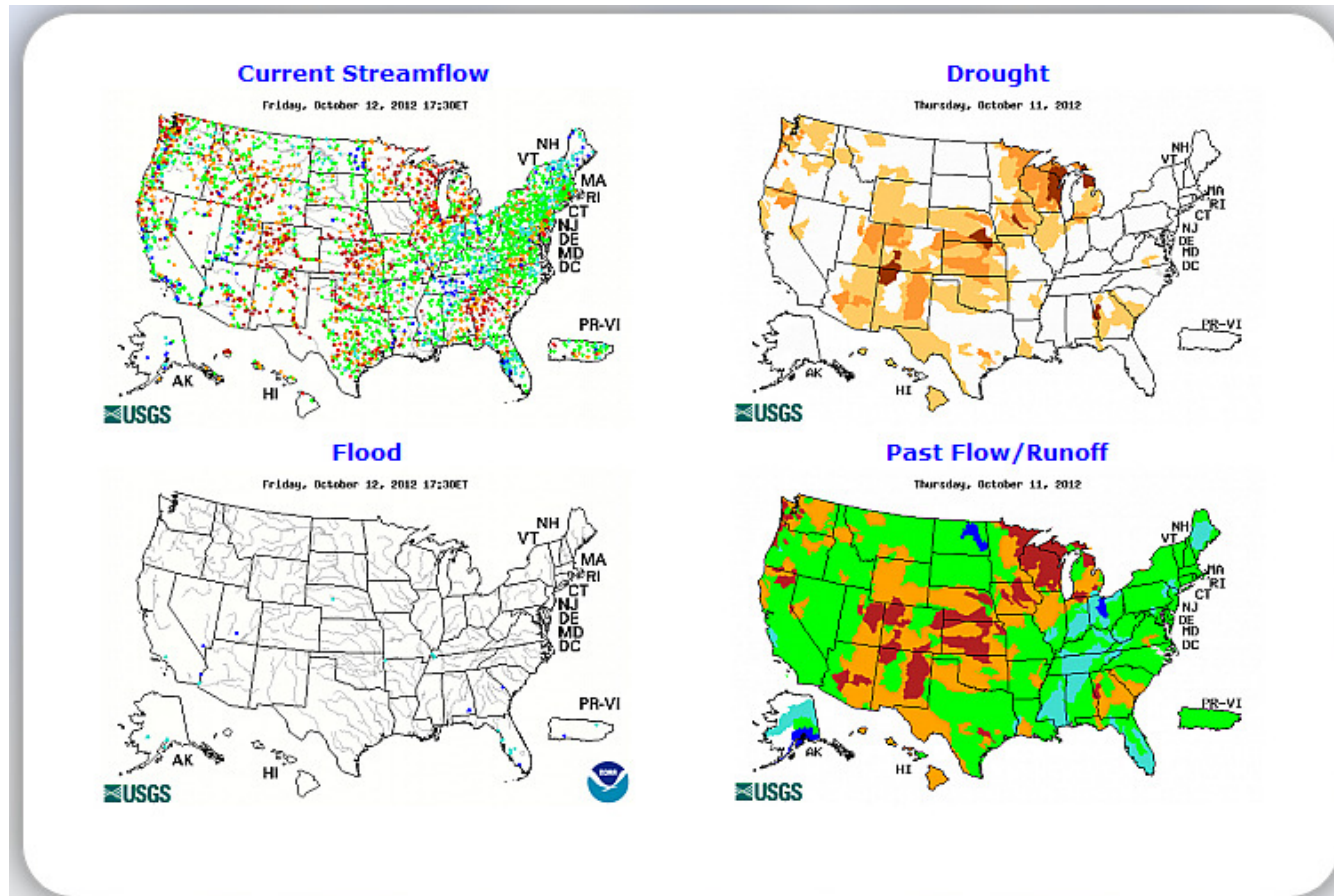 Current Streamflow
Friday, October 12, 2012 17:30ET
NH
VT
MA
RI
CT
NJ
DE
MD
DC
PR-VI
AK
HI
USGS
Drought
Thursday, October 11, 2012
NH
VT
MA
RI
CT
NJ
DE
MD
DC
PR-VI
AK
HI
USGS
Flood
Friday, October 12, 2012 17:30ET
NH
VT
MA
RI
CT
NJ
DE
MD
DC
PR-VI
AK
HI
USGS
NOAA
Past Flow/Runoff
Thursday, October 11, 2012
NH
VT
MA
RI
CT
NJ
DE
MD
DC
PR-VI
AK
HI
USGS